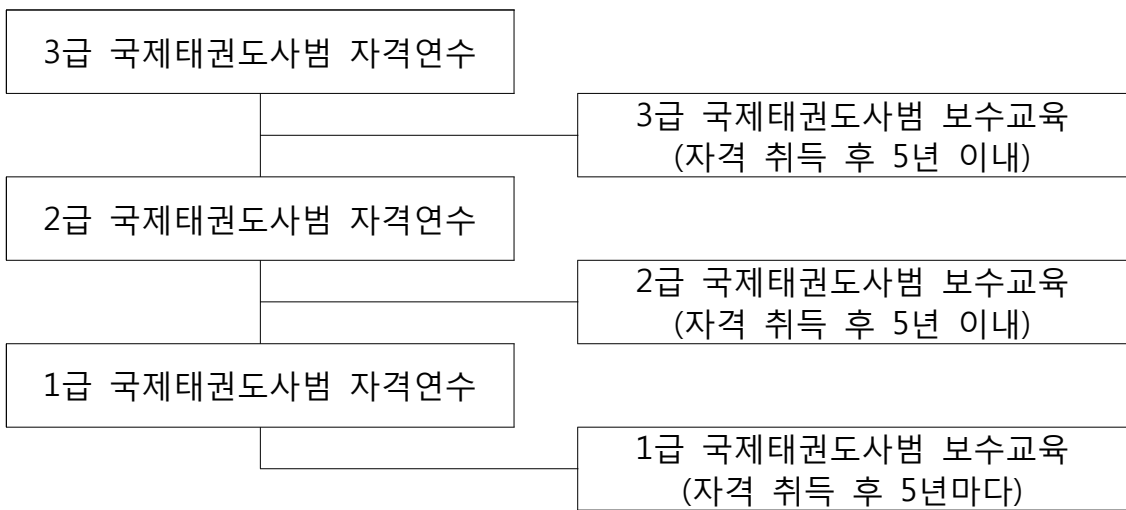 3급 국제태권도사범 자격연수
3급 국제태권도사범 보수교육
(자격 취득 후 5년 이내)
2급 국제태권도사범 자격연수
2급 국제태권도사범 보수교육
(자격 취득 후 5년 이내)
1급 국제태권도사범 자격연수
1급 국제태권도사범 보수교육
(자격 취득 후 5년마다)